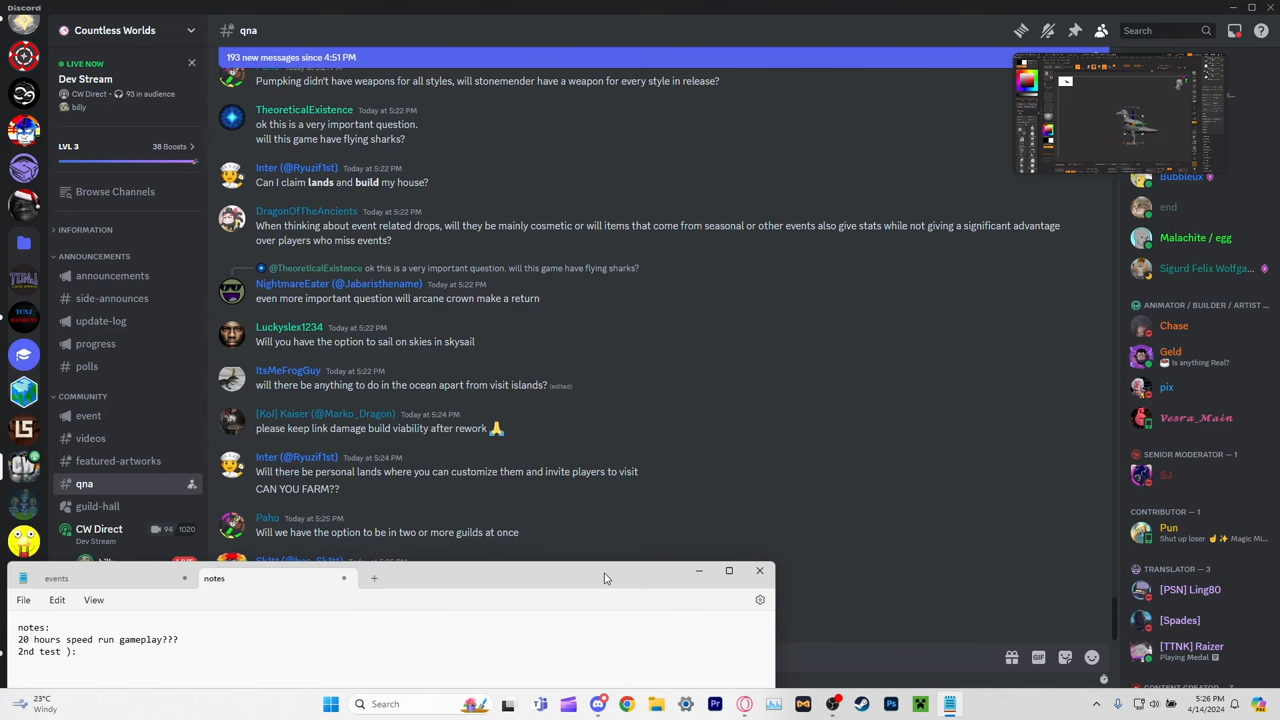 Discord
Countless Worlds
qna
Search
193 new messages since 4:51 PM
LIVE NOW
Dev Stream
CW Direct • 93 in audience
billy
LVL 3
38 Boosts
Browse Channels
INFORMATION
ANNOUNCEMENTS
announcements
side-announces
update-log
progress
polls
COMMUNITY
event
videos
featured-artworks
qna
guild-hall
CW Direct
94 1020
Dev Stream
Pumpking didn't have weapons for all styles, will stonemender have a weapon for every style in release?
TheoreticalExistence Today at 5:22 PM
ok this is a very important question.
will this game have flying sharks?
Inter (@Ryuzif1st) Today at 5:22 PM
Can I claim lands and build my house?
DragonOfTheAncients Today at 5:22 PM
When thinking about event related drops, will they be mainly cosmetic or will items that come from seasonal or other events also give stats while not giving a significant advantage
over players who miss events?
@TheoreticalExistence ok this is a very important question. will this game have flying sharks?
NightmareEater (@Jabaristhename) Today at 5:22 PM
even more important question will arcane crown make a return
Luckyslex1234 Today at 5:22 PM
Will you have the option to sail on skies in skysail
ItsMeFrogGuy Today at 5:22 PM
will there be anything to do in the ocean apart from visit islands? (edited)
[KoI] Kaiser (@Marko_Dragon) Today at 5:24 PM
please keep link damage build viability after rework 🙏
Inter (@Ryuzif1st) Today at 5:24 PM
Will there be personal lands where you can customize them and invite players to visit
CAN YOU FARM??
Paho Today at 5:25 PM
Will we have the option to be in two or more guilds at once
Bubbleux
end
Malachite / egg
Sigurd Felix Wolfga...
ANIMATOR / BUILDER / ARTIST ...
Chase
Geld
Is anything Real?
pix
Vesra_Main
SENIOR MODERATOR — 1
SJ
CONTRIBUTOR — 1
Pun
Shut up loser ☝ ✨ Magic Mi...
TRANSLATOR — 3
[PSN] Ling80
[Spades]
[TTNK] Raizer
Playing Medal
GIF
events
notes
File
Edit
View
notes:
20 hours speed run gameplay???
2nd test ):
23°C
Windy
Search
Pr
Ps
5:26 PM
4/14/2024